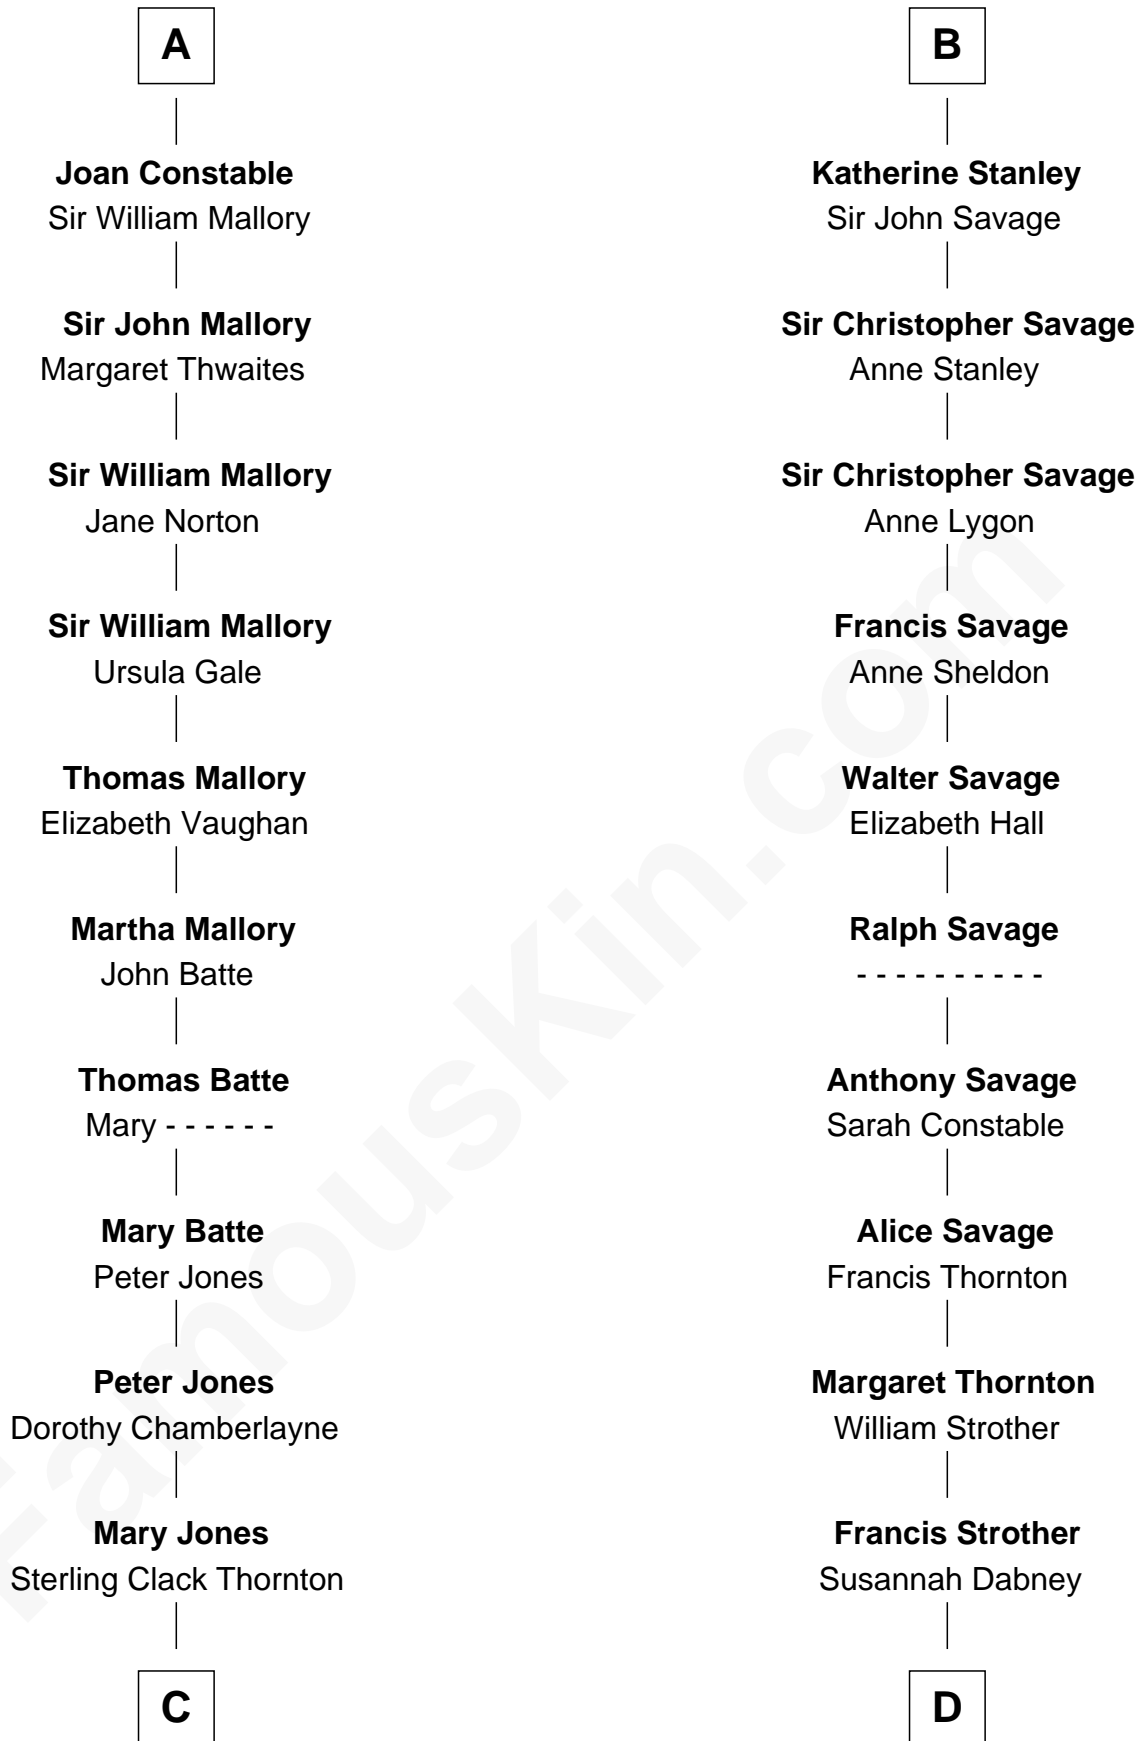 A
Joan Constable
Sir William Mallory
Sir John Mallory
Margaret Thwaites
Sir William Mallory
Jane Norton
Sir William Mallory
Ursula Gale
Thomas Mallory
Elizabeth Vaughan
Martha Mallory
John Batte
Thomas Batte
Mary - - - - - -
Mary Batte
Peter Jones
Peter Jones
Dorothy Chamberlayne
Mary Jones
Sterling Clack Thornton
C
B
Katherine Stanley
Sir John Savage
Sir Christopher Savage
Anne Stanley
Sir Christopher Savage
Anne Lygon
Francis Savage
Anne Sheldon
Walter Savage
Elizabeth Hall
Ralph Savage
- - - - - - - - - -
Anthony Savage
Sarah Constable
Alice Savage
Francis Thornton
Margaret Thornton
William Strother
Francis Strother
Susannah Dabney
D
FamousKin.com